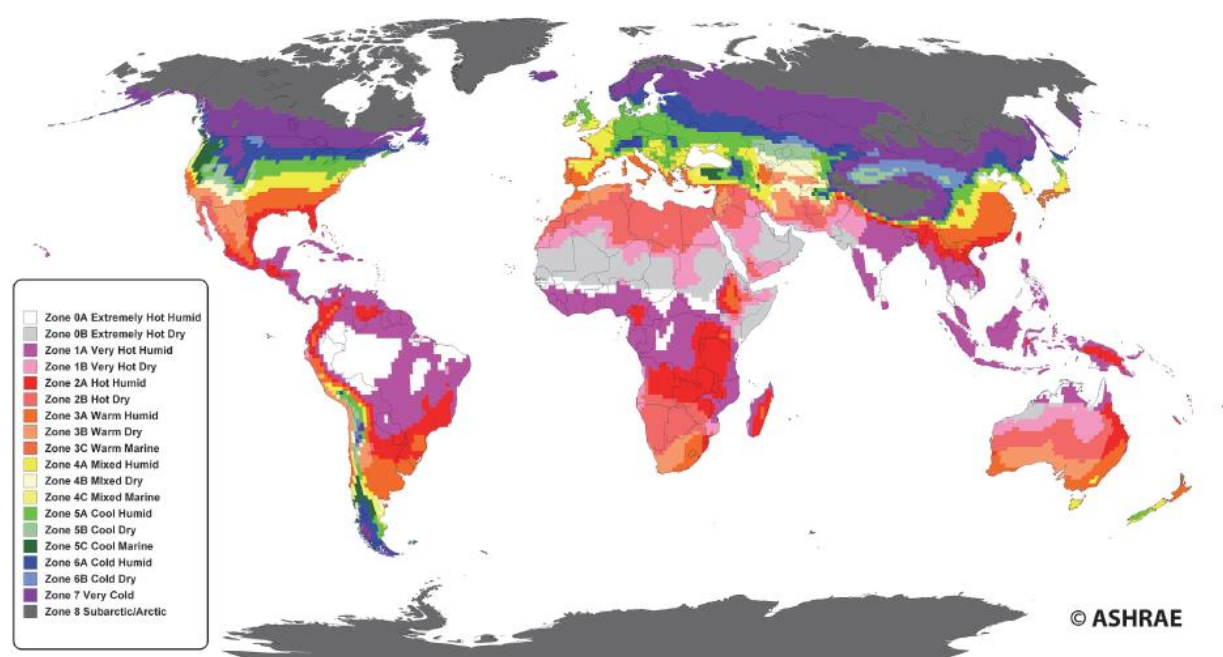 Zone 0A Extremely Hot Humid
Zone 0B Extremely Hot Dry
Zone 1A Very Hot Humid
Zone 1B Very Hot Dry
Zone 2A Hot Humid
Zone 2B Hot Dry
Zone 3A Warm Humid
Zone 3B Warm Dry
Zone 3C Warm Marine
Zone 4A Mixed Humid
Zone 4B Mixed Dry
Zone 4C Mixed Marine
Zone 5A Cool Humid
Zone 5B Cool Dry
Zone 5C Cool Marine
Zone 6A Cold Humid
Zone 6B Cold Dry
Zone 7 Very Cold
Zone 8 Subarctic/Arctic
© ASHRAE